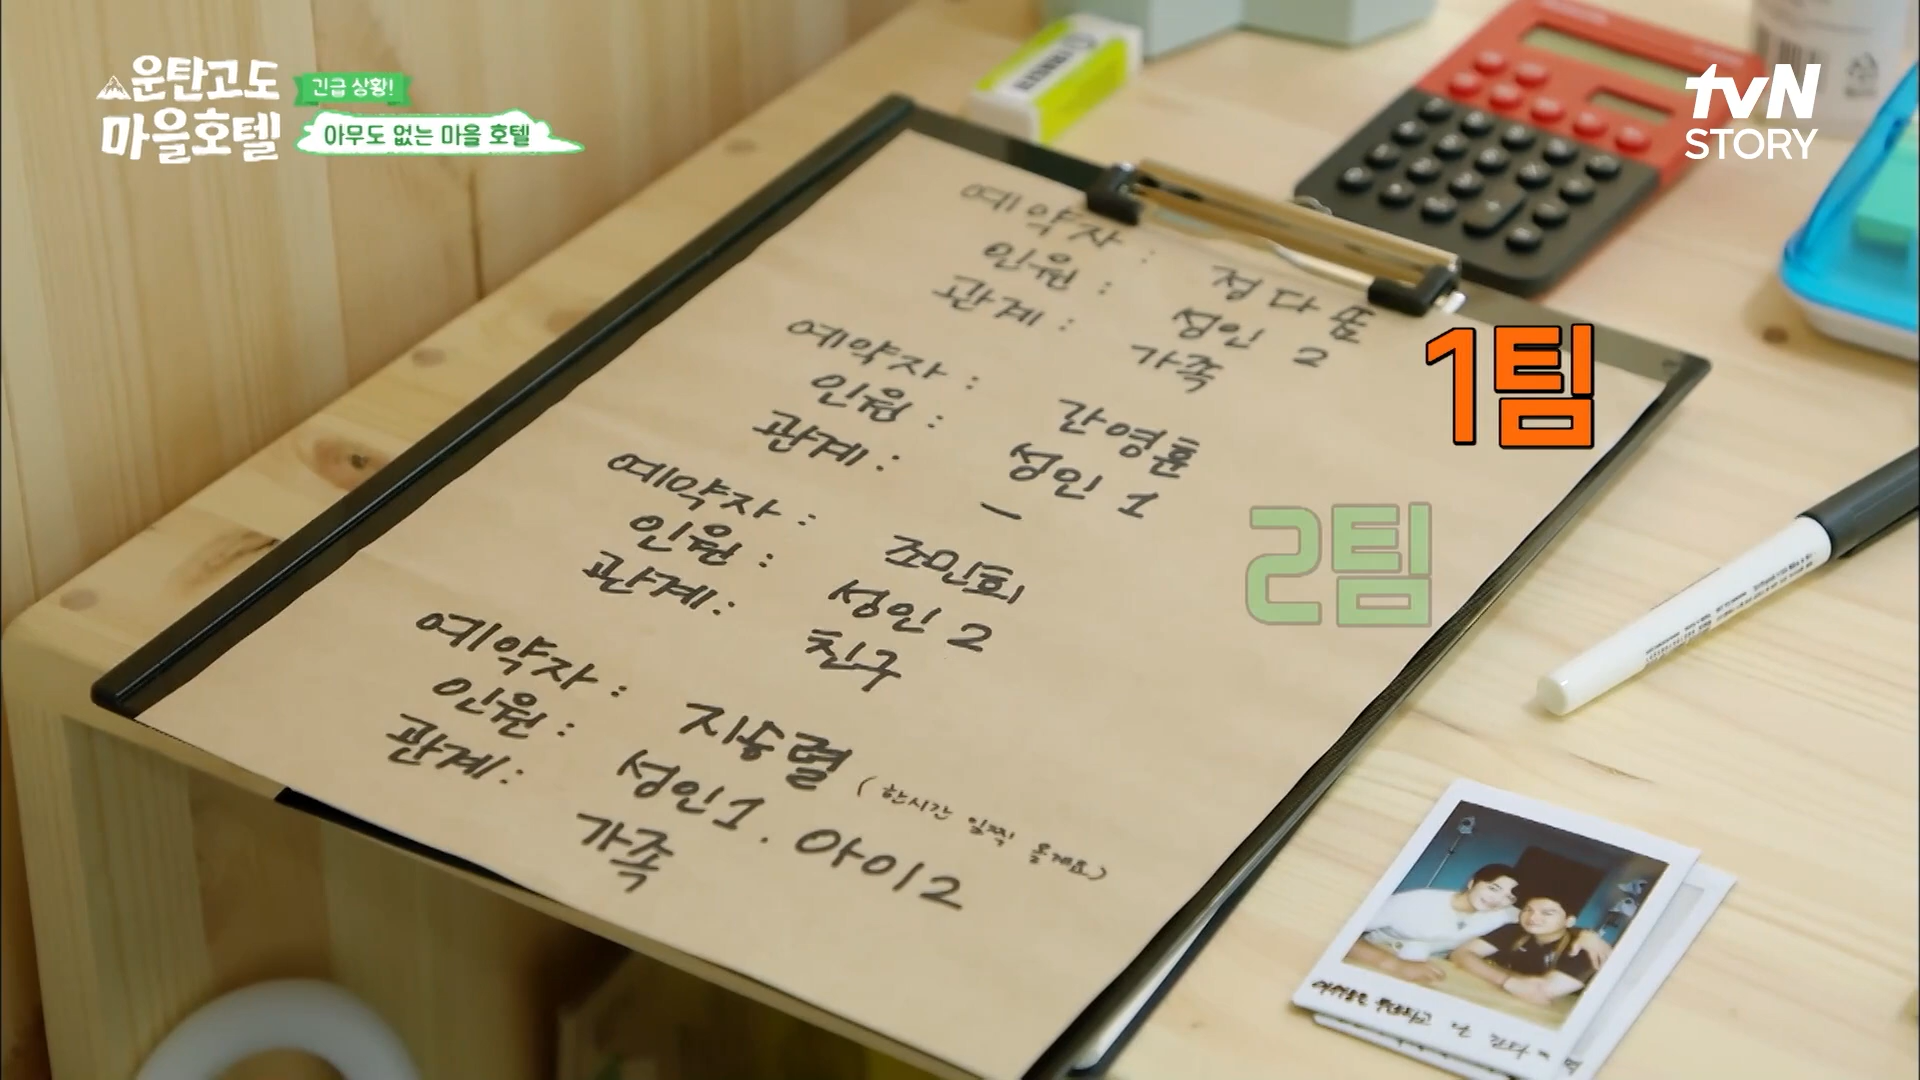 운탄고도
마을호텔
긴급 상황!
아무도 없는 마을 호텔
tvN
STORY
예약자 : 정다또
인원 : 성인 2
관계 : 가족
1팀
예약자 : 간영훈
인원 : 성인 1
관계 : –
2팀
예약자 : 조민희
인원 : 성인 2
관계 : 친구
예약자 : 지승렬 (한시간 일찍 올게요)
인원 : 성인1. 아이2
관계 : 가족